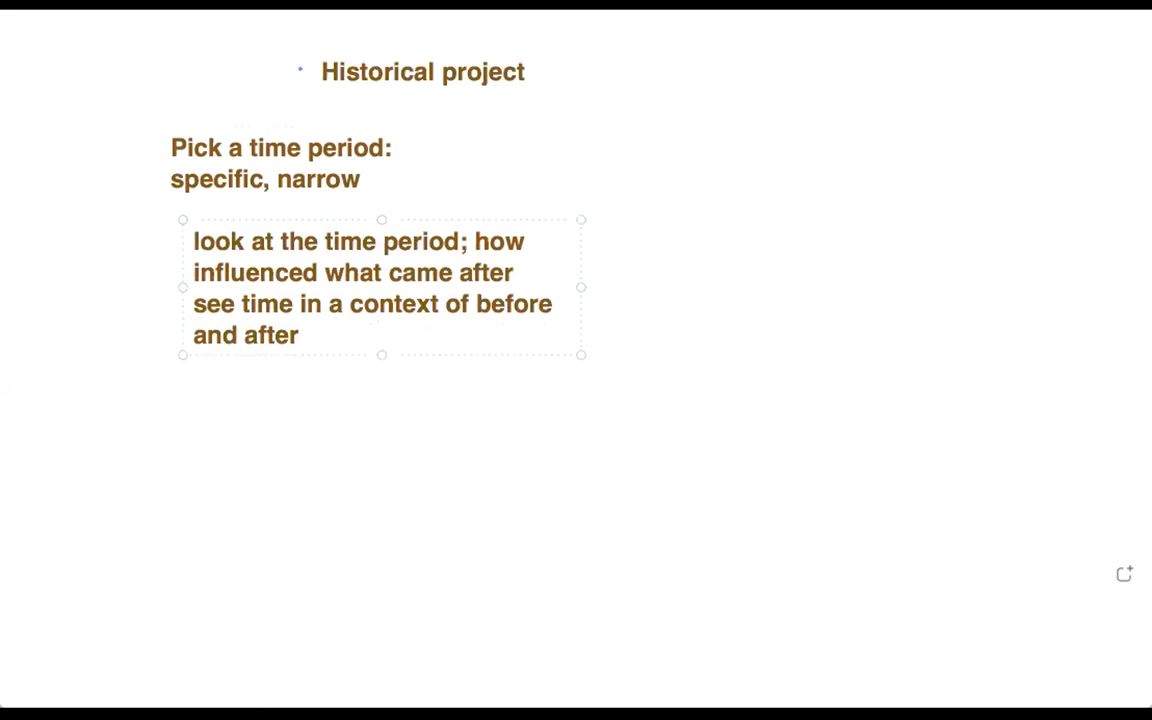 Historical project
Pick a time period:
specific, narrow
look at the time period; how
influenced what came after
see time in a context of before
and after